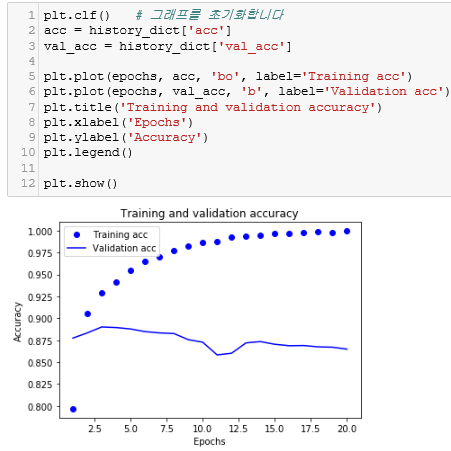 1 plt.clf()   # 그래프를 초기화합니다
2 acc = history_dict['acc']
3 val_acc = history_dict['val_acc']
4
5 plt.plot(epochs, acc, 'bo', label='Training acc')
6 plt.plot(epochs, val_acc, 'b', label='Validation acc')
7 plt.title('Training and validation accuracy')
8 plt.xlabel('Epochs')
9 plt.ylabel('Accuracy')
10 plt.legend()
11
12 plt.show()
Training and validation accuracy
Training acc
Validation acc
1.000
0.975
0.950
0.925
0.900
0.875
0.850
0.825
0.800
Accuracy
2.5 5.0 7.5 10.0 12.5 15.0 17.5 20.0
Epochs